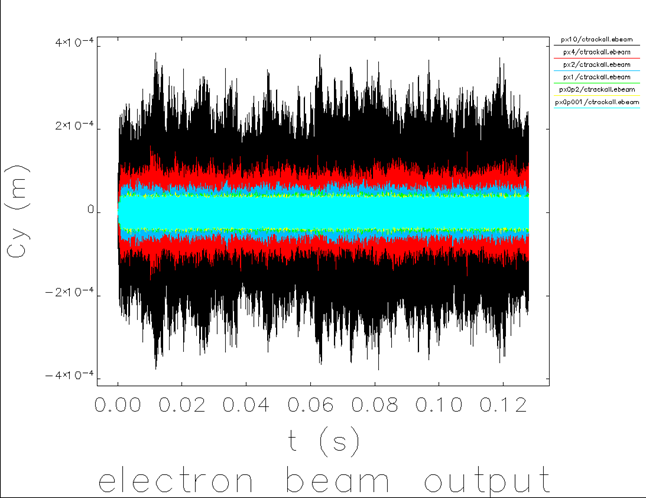 px10/ctrackall.ebeam
px4/ctrackall.ebeam
px2/ctrackall.ebeam
px1/ctrackall.ebeam
px0p2/ctrackall.ebeam
px0p001/ctrackall.ebeam
4×10⁻⁴
2×10⁻⁴
0
−2×10⁻⁴
−4×10⁻⁴
Cy (m)
0.00 0.02 0.04 0.06 0.08 0.10 0.12
t (s)
electron beam output